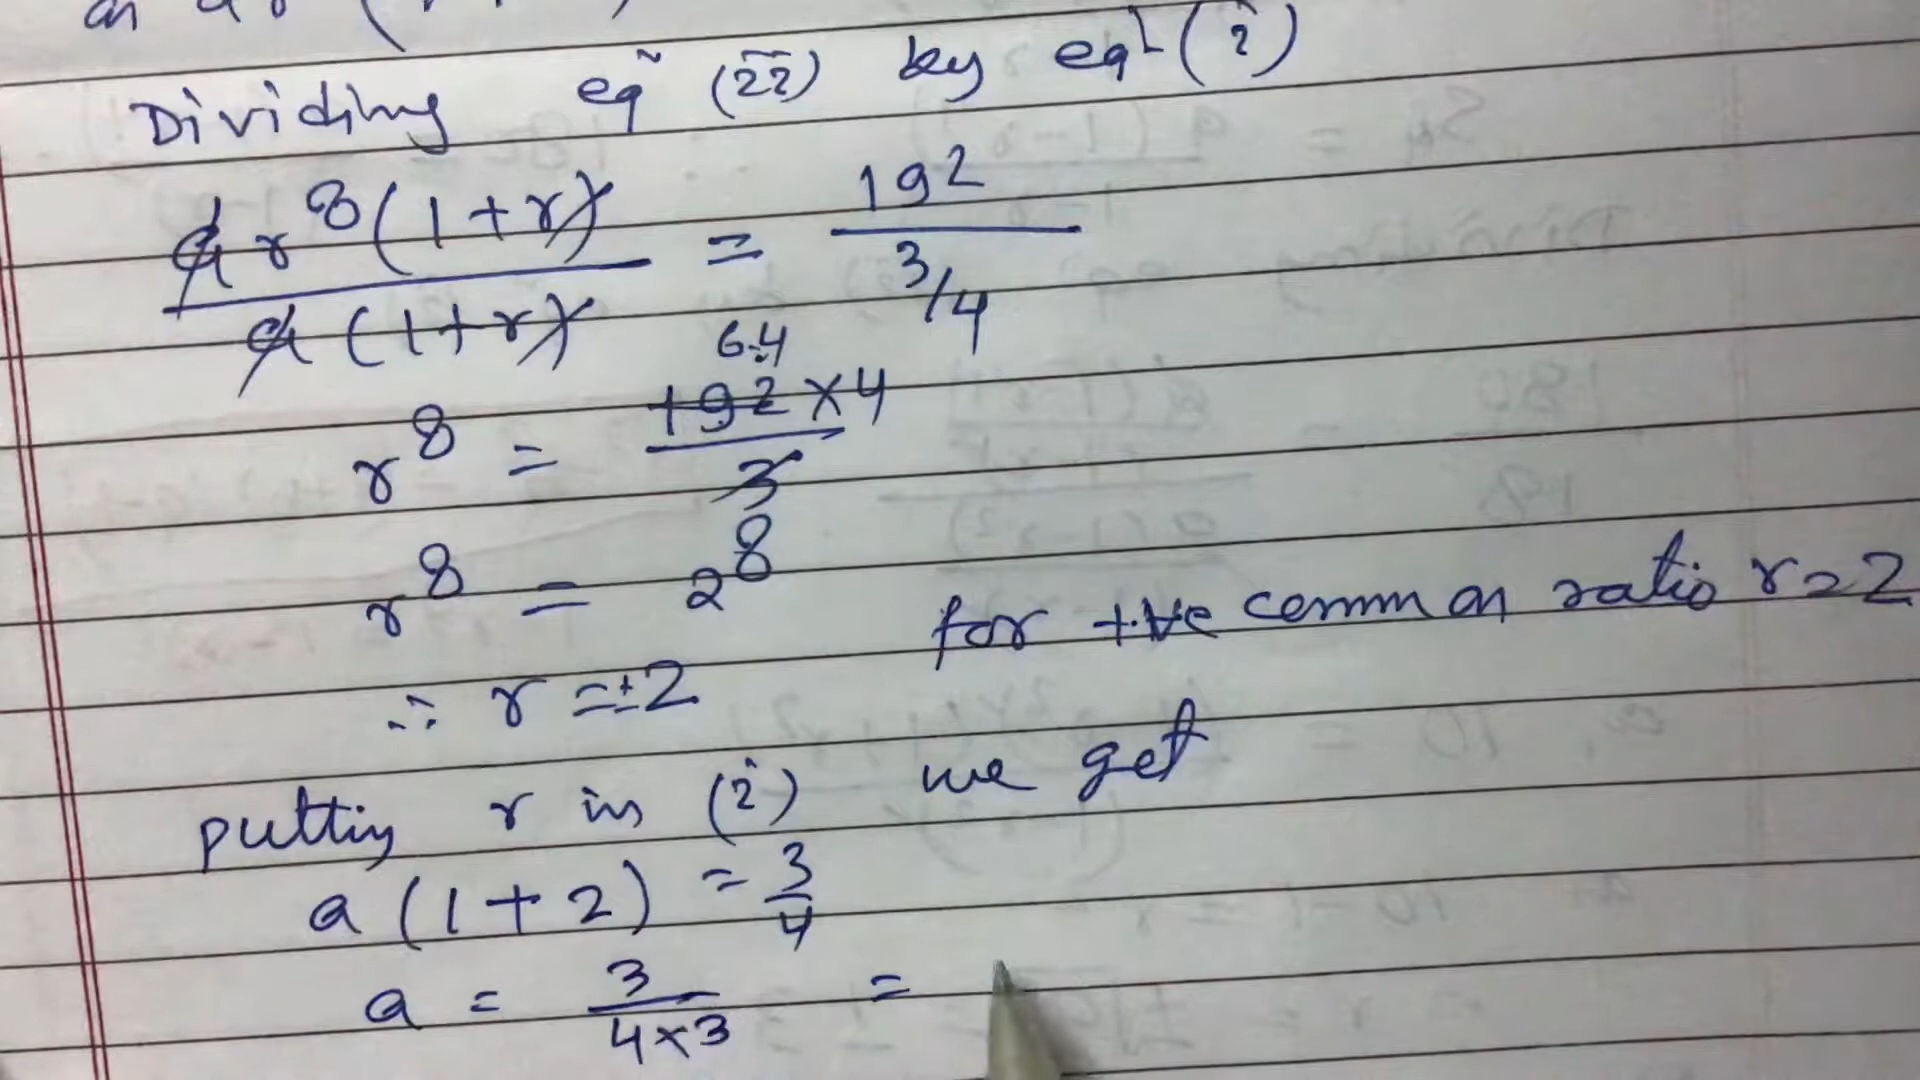 Dividing eqⁿ (ii) by eqⁿ (i)
a r⁸ (1 + r) / a (1 + r) = 192 / 3/4
64
r⁸ = 192 × 4 / 3
r⁸ = 2⁸ for +ve common ratio r = 2
∴ r = ±2
putting r in (i) we get
a (1 + 2) = 3/4
a = 3 / 4×3 =